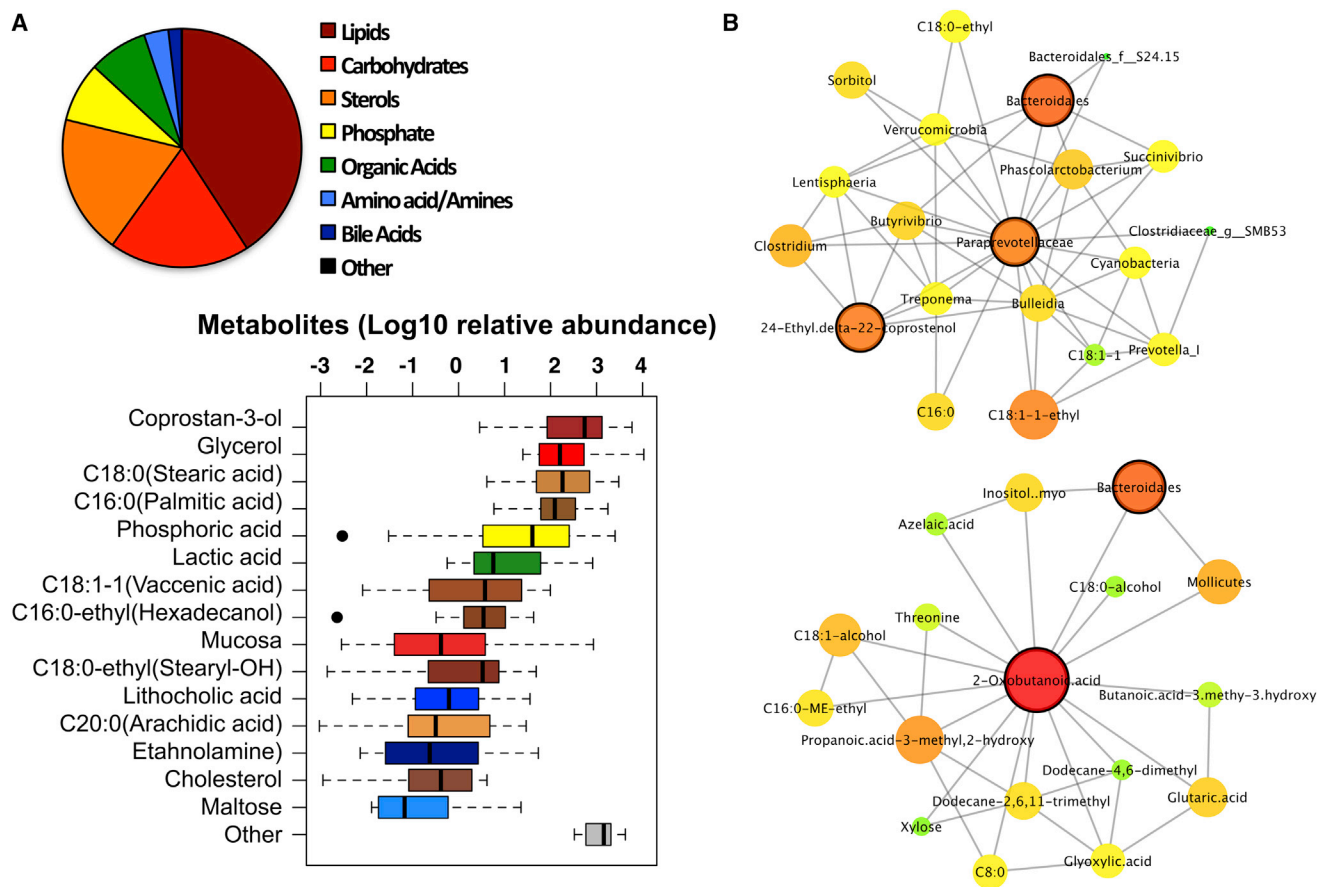 A
Lipids
Carbohydrates
Sterols
Phosphate
Organic Acids
Amino acid/Amines
Bile Acids
Other
Metabolites (Log10 relative abundance)
-3 -2 -1 0 1 2 3 4
Coprostan-3-ol
Glycerol
C18:0(Stearic acid)
C16:0(Palmitic acid)
Phosphoric acid
Lactic acid
C18:1-1(Vaccenic acid)
C16:0-ethyl(Hexadecanol)
Mucosa
C18:0-ethyl(Stearyl-OH)
Lithocholic acid
C20:0(Arachidic acid)
Etahnolamine)
Cholesterol
Maltose
Other
B
C18:0-ethyl
Bacteroidales_f__S24.15
Sorbitol
Bacteroidales
Verrucomicrobia
Succinivibrio
Phascolarctobacterium
Lentisphaeria
Butyrivibrio
Clostridiaceae_g__SMB53
Clostridium
Paraprevotellaceae
Cyanobacteria
Treponema
Bulleidia
24-Ethyl.delta-22-coprostenol
C18:1-1
Prevotella_I
C16:0
C18:1-1-ethyl
Inositol..myo
Bacteroidales
Azelaic.acid
C18:0-alcohol
Mollicutes
Threonine
C18:1-alcohol
2-Oxobutanoic.acid
Butanoic.acid-3.methy-3.hydroxy
C16:0-ME-ethyl
Propanoic.acid-3-methyl,2-hydroxy
Dodecane-4,6-dimethyl
Dodecane-2,6,11-trimethyl
Glutaric.acid
Xylose
Glyoxylic.acid
C8:0